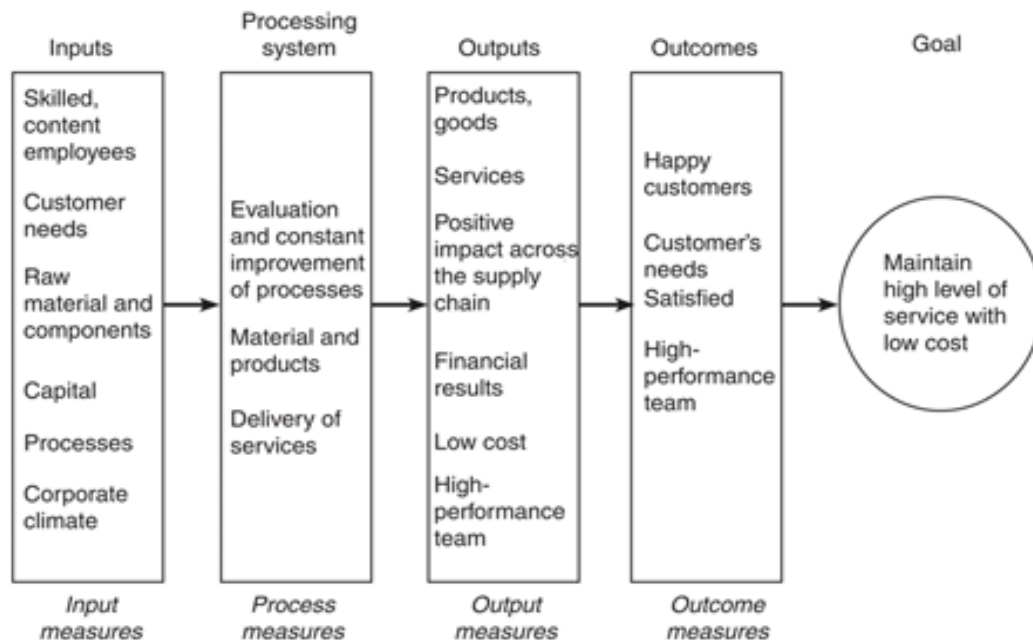 Inputs
Skilled,
content
employees
Customer
needs
Raw
material and
components
Capital
Processes
Corporate
climate
Input
measures
Processing
system
Evaluation
and constant
improvement
of processes
Material and
products
Delivery of
services
Process
measures
Outputs
Products,
goods
Services
Positive
impact across
the supply
chain
Financial
results
Low cost
High-
performance
team
Output
measures
Outcomes
Happy
customers
Customer's
needs
Satisfied
High-
performance
team
Outcome
measures
Goal
Maintain
high level of
service with
low cost